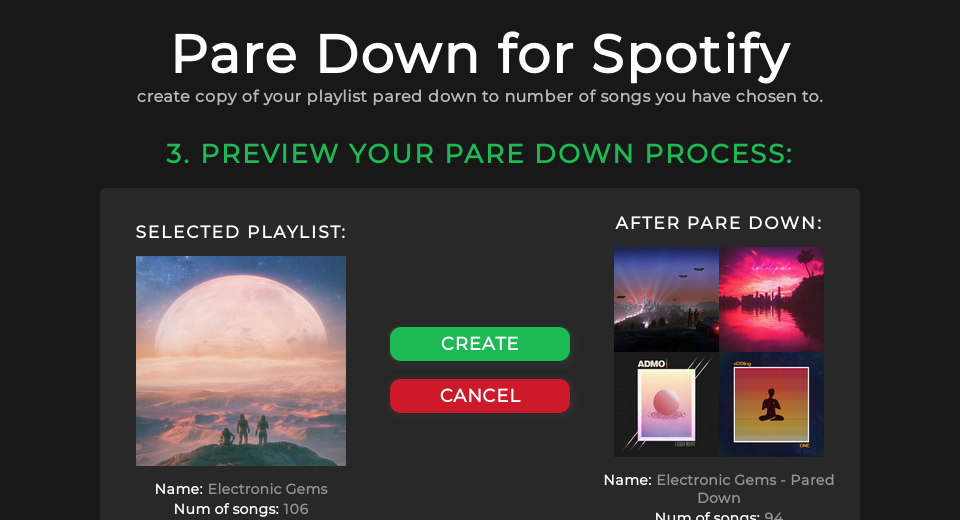 Pare Down for Spotify
create copy of your playlist pared down to number of songs you have chosen to.
3. PREVIEW YOUR PARE DOWN PROCESS:
SELECTED PLAYLIST:
AFTER PARE DOWN:
CREATE
CANCEL
ADMO
ONE
Name: Electronic Gems
Num of songs: 106
Name: Electronic Gems - Pared
Down
Num of songs: 94